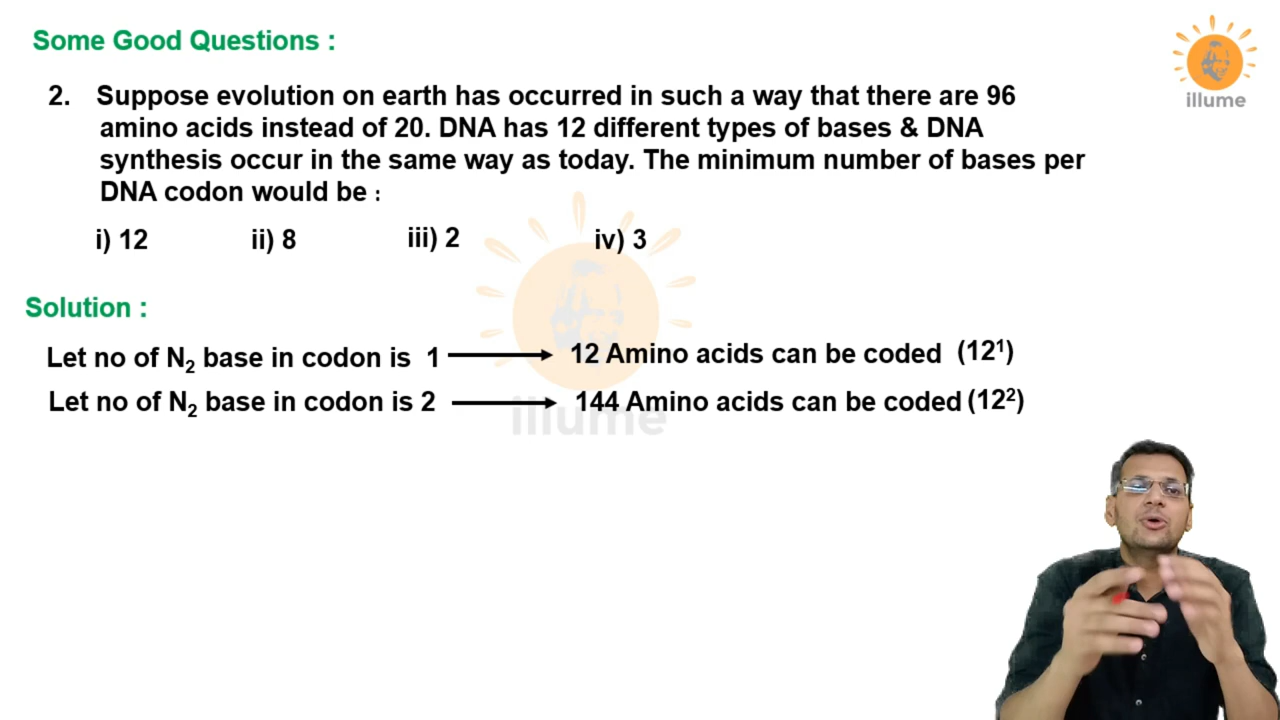 Some Good Questions :
illume
2. Suppose evolution on earth has occurred in such a way that there are 96
amino acids instead of 20. DNA has 12 different types of bases & DNA
synthesis occur in the same way as today. The minimum number of bases per
DNA codon would be :
i) 12 ii) 8 iii) 2 iv) 3
Solution :
Let no of N₂ base in codon is 1 → 12 Amino acids can be coded (12¹)
Let no of N₂ base in codon is 2 → 144 Amino acids can be coded (12²)
illume